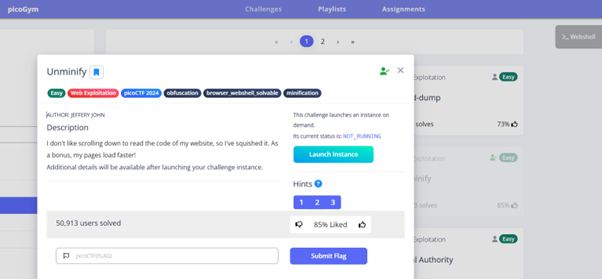 picoGym
Challenges Playlists Assignments
>_ Webshell
« ‹ 1 2 › »
Unminify
Easy Web Exploitation picoCTF 2024 obfuscation browser_webshell_solvable minification
AUTHOR: JEFFERY JOHN
Description
I don't like scrolling down to read the code of my website, so I've squished it. As
a bonus, my pages load faster!
Additional details will be available after launching your challenge instance.
This challenge launches an instance on
demand.
Its current status is: NOT_RUNNING
Launch Instance
Hints ?
1 2 3
50,913 users solved
85% Liked
picoCTF{FLAG}
Submit Flag
Exploitation Easy
-dump
solves 73%
Exploitation Easy
solves 85%
Exploitation Easy
Authority